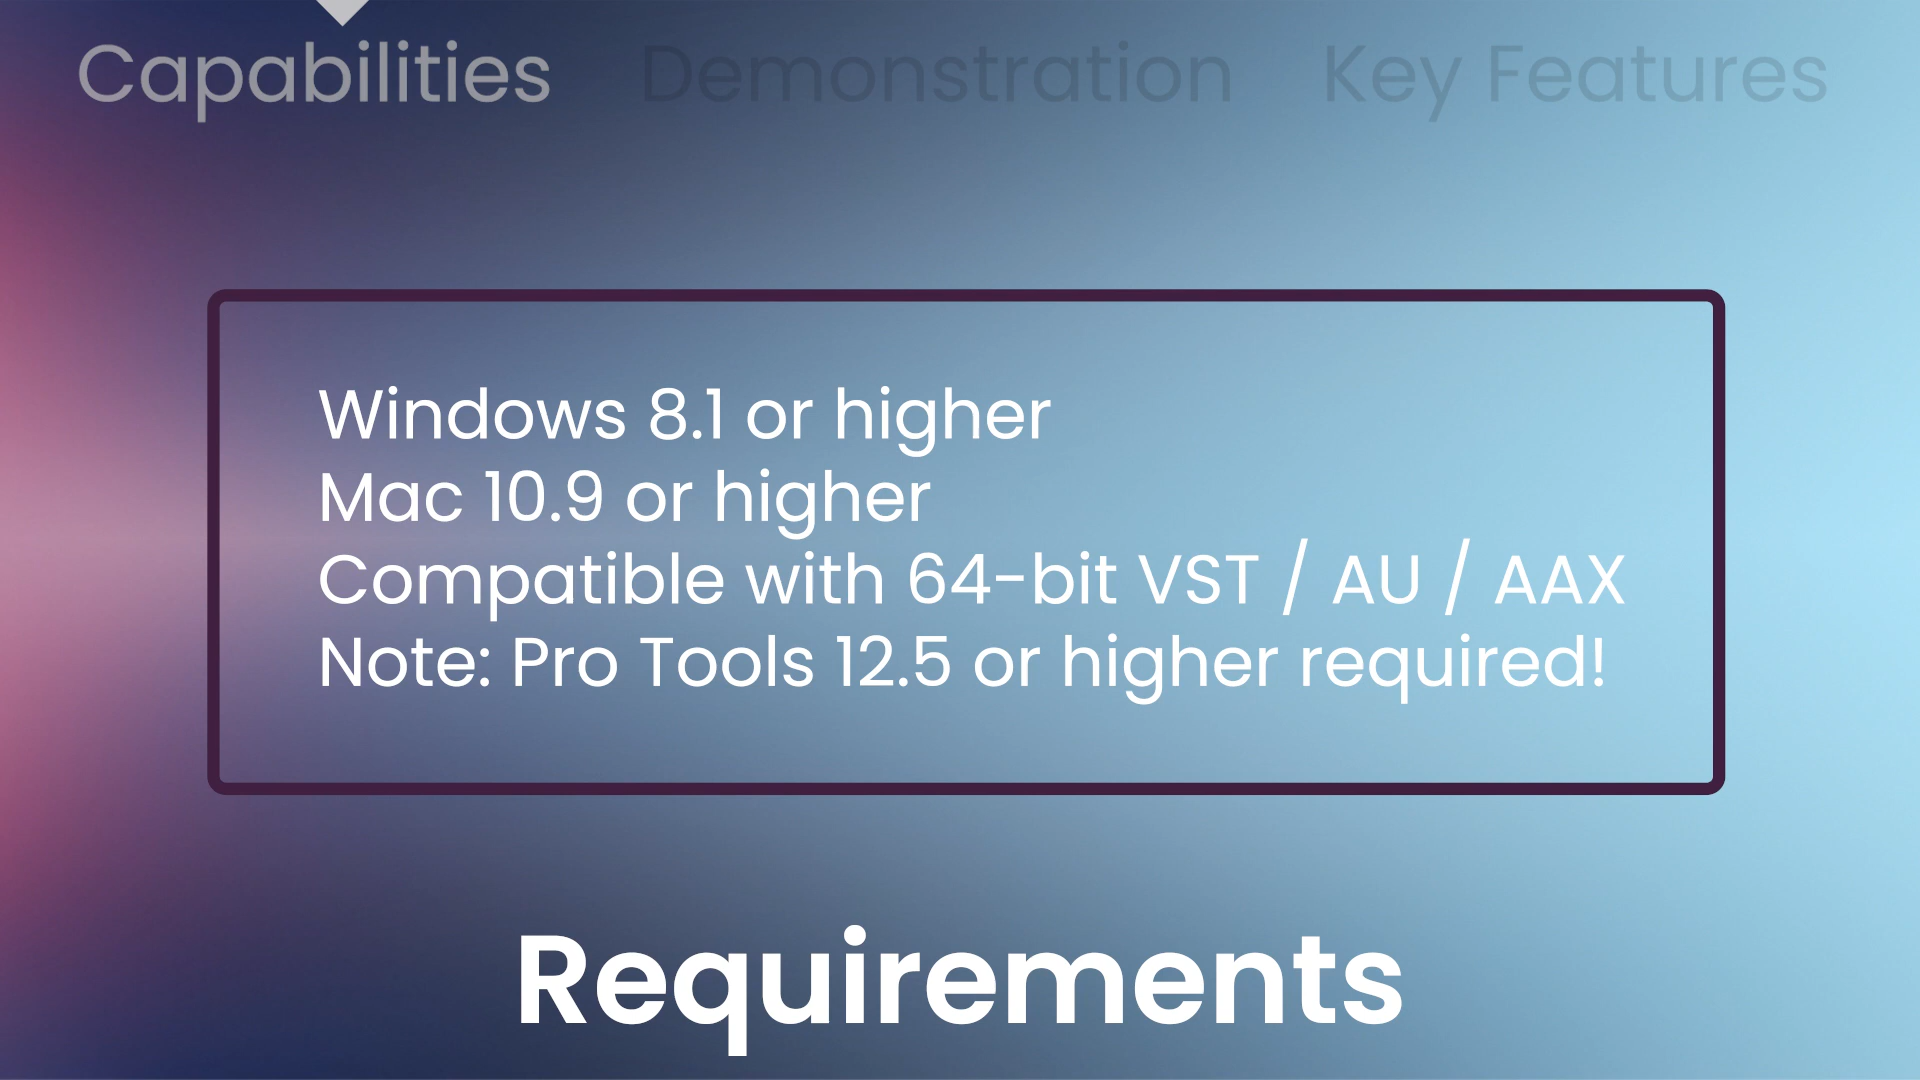 Capabilities Demonstration Key Features
Windows 8.1 or higher
Mac 10.9 or higher
Compatible with 64-bit VST / AU / AAX
Note: Pro Tools 12.5 or higher required!
Requirements